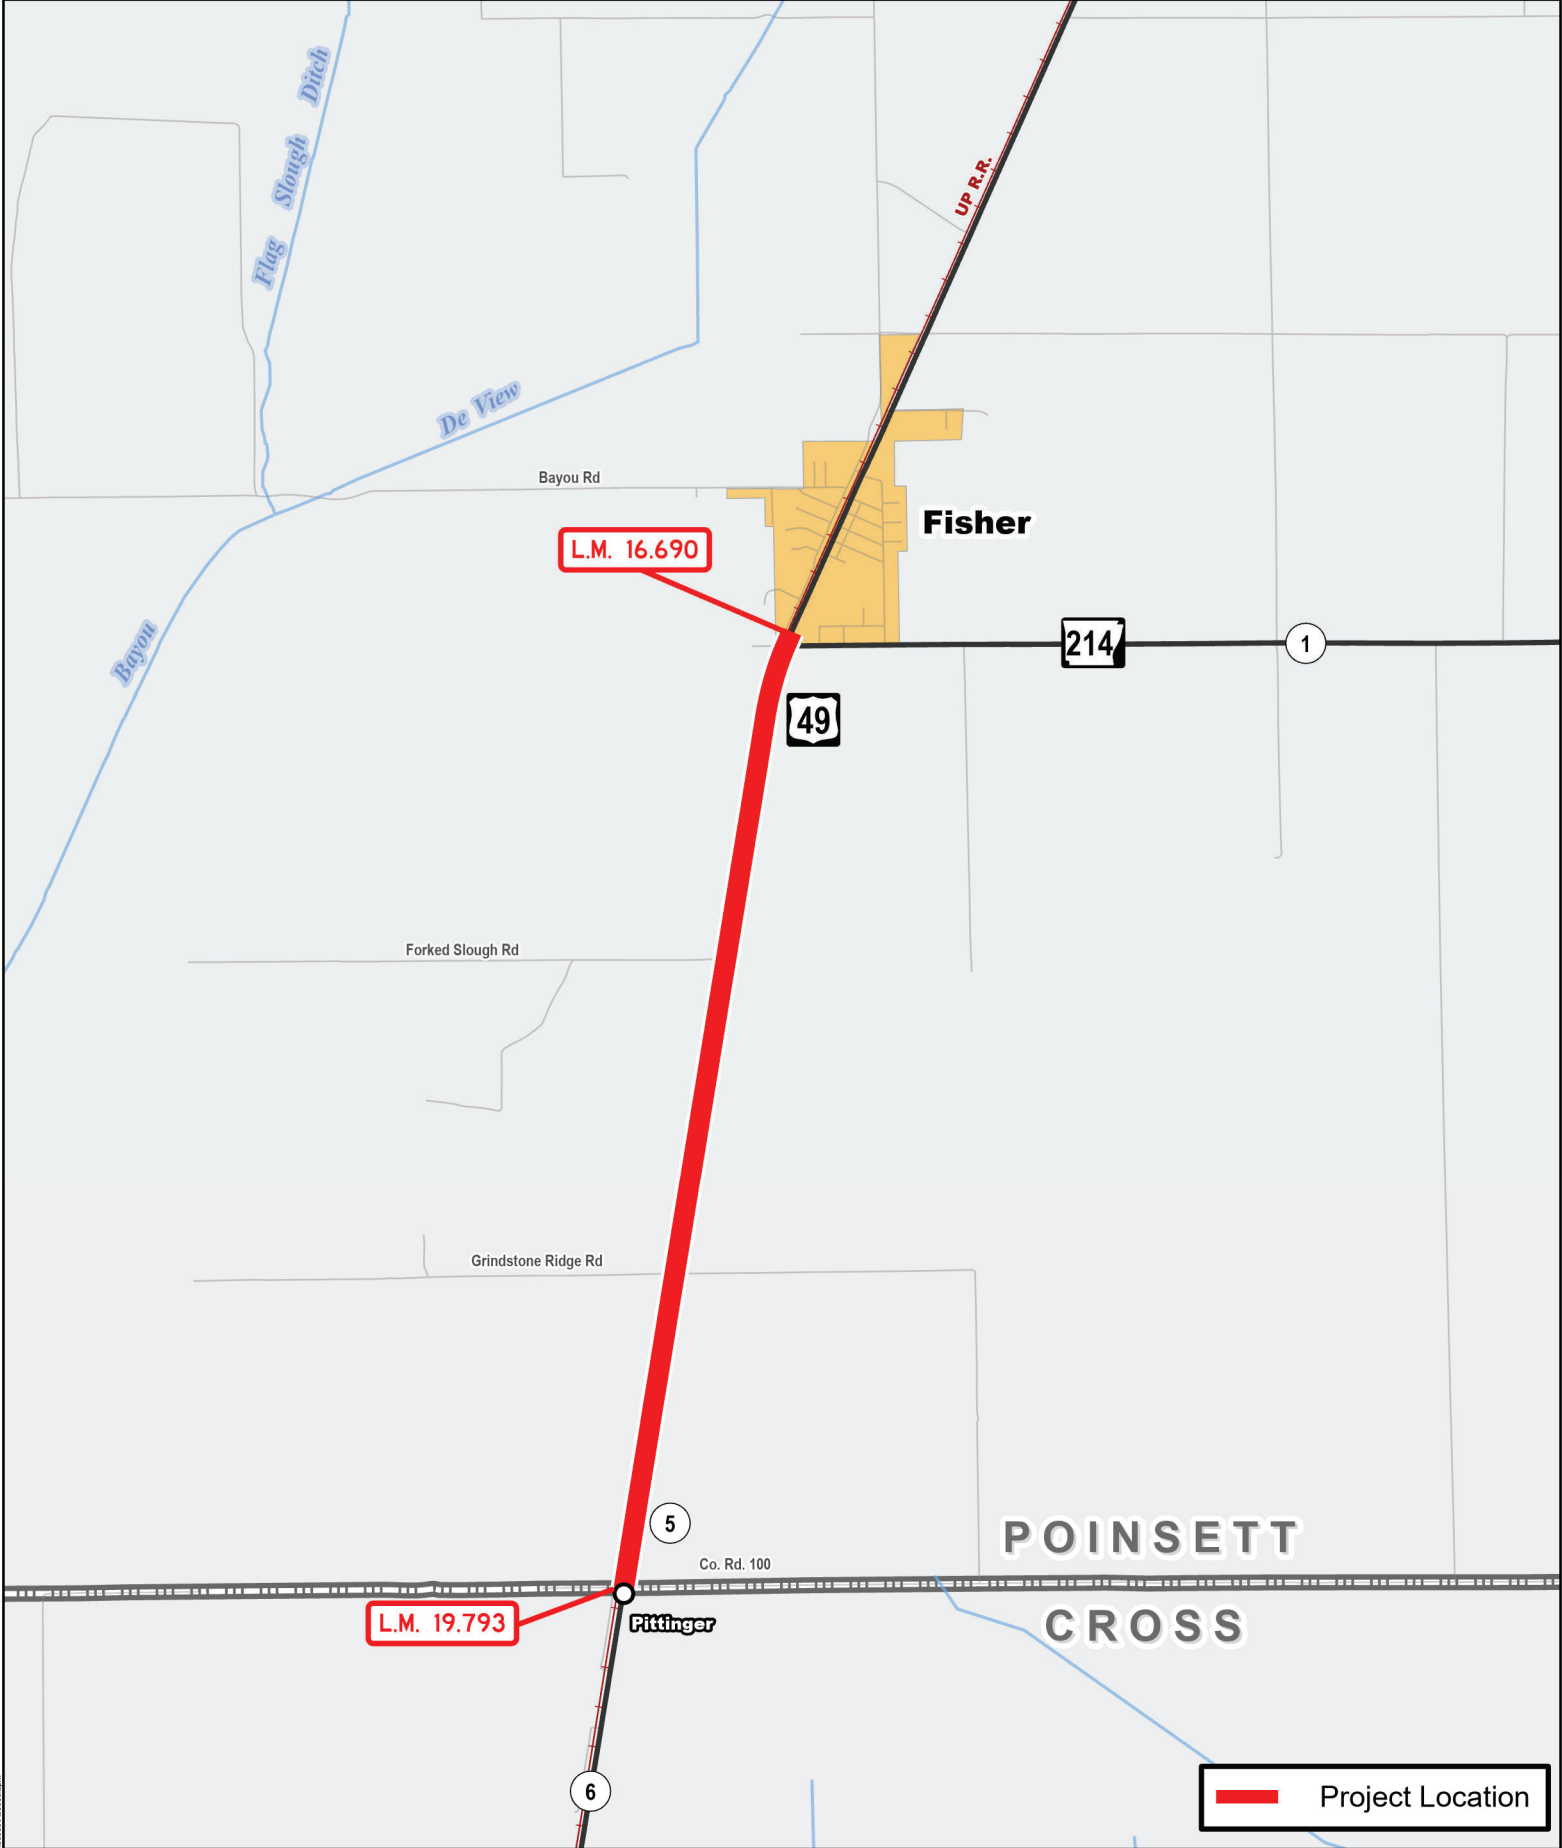 Flag Slough Ditch
UP R.R.
De View
Bayou Rd
Fisher
L.M. 16.690
214
1
Bayou
49
Forked Slough Rd
Grindstone Ridge Rd
5
POINSETT
Co. Rd. 100
L.M. 19.793
Pittinger
CROSS
6
Project Location